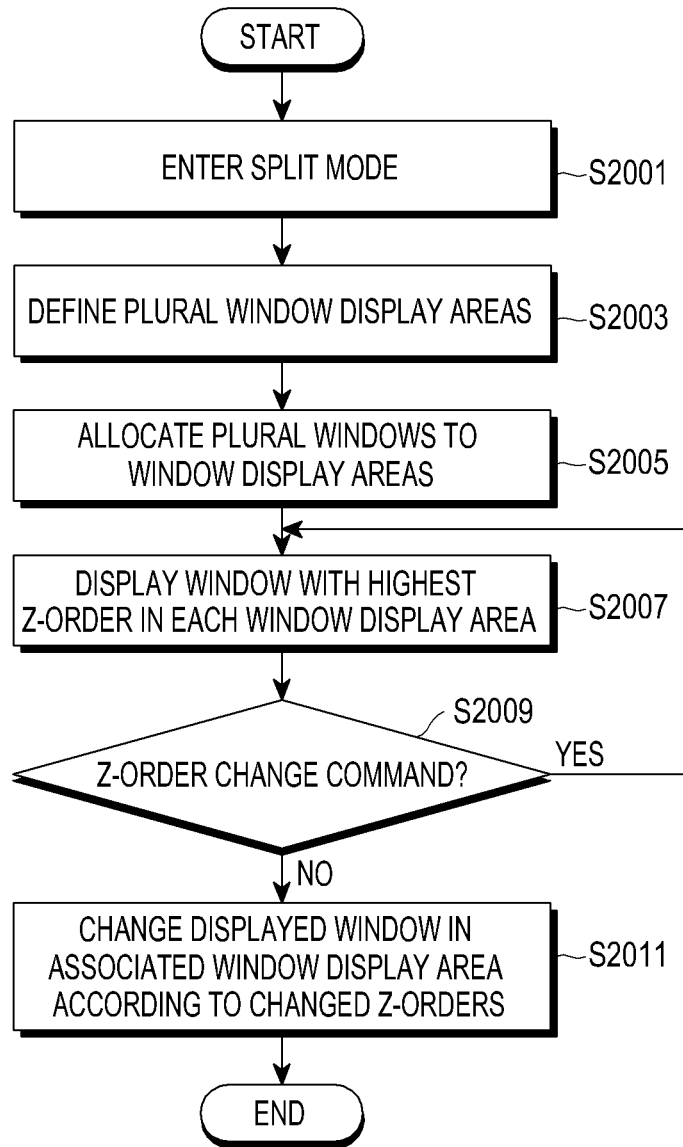 START
ENTER SPLIT MODE
S2001
DEFINE PLURAL WINDOW DISPLAY AREAS
S2003
ALLOCATE PLURAL WINDOWS TO
WINDOW DISPLAY AREAS
S2005
DISPLAY WINDOW WITH HIGHEST
Z-ORDER IN EACH WINDOW DISPLAY AREA
S2007
S2009
Z-ORDER CHANGE COMMAND?
YES
NO
CHANGE DISPLAYED WINDOW IN
ASSOCIATED WINDOW DISPLAY AREA
ACCORDING TO CHANGED Z-ORDERS
S2011
END